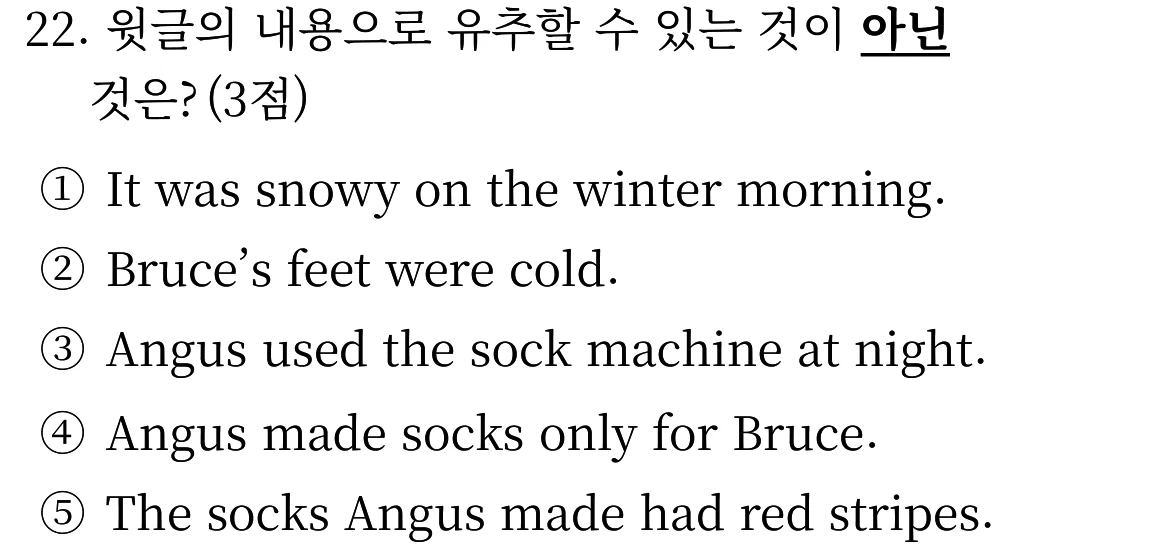 22. 윗글의 내용으로 유추할 수 있는 것이 아닌
것은?(3점)
① It was snowy on the winter morning.
② Bruce’s feet were cold.
③ Angus used the sock machine at night.
④ Angus made socks only for Bruce.
⑤ The socks Angus made had red stripes.